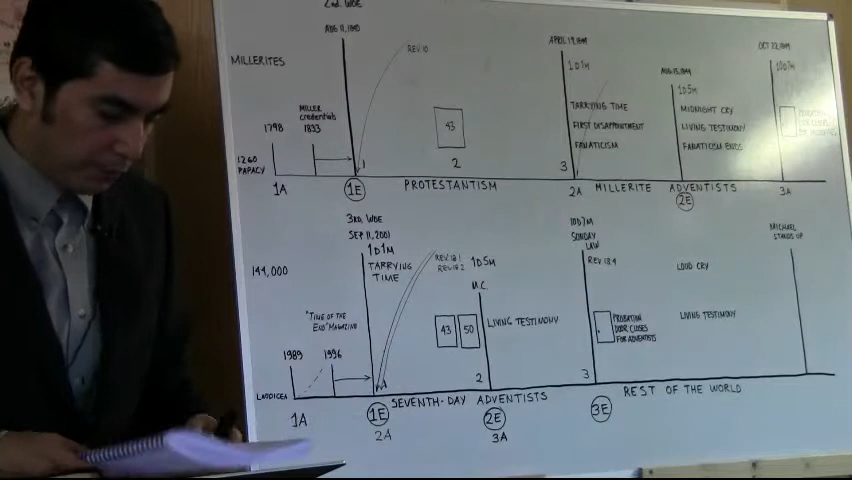 2nd. WOE
AUG 11, 1840
MILLERITES
REV. 10
MILLER
CREDENTIALS
1798
1833
1260
PAPACY
43
1
2
3
1A
1E
PROTESTANTISM
APRIL 19, 1844
1D1M
TARRYING TIME
FIRST DISAPPOINTMENT
FANATICISM
2A
MILLERITE ADVENTISTS
AUG 15, 1844
1D5M
MIDNIGHT CRY
LIVING TESTIMONY
FANATICISM ENDS
2E
OCT 22, 1844
10D7M
3A
3RD. WOE
SEP 11, 2001
1D1M
TARRYING
TIME
144,000
REV. 18:1
REV. 18:2
1D5M
M.C.
"TIME OF THE
END" MAGAZINE
1989
1996
43
50
LIVING TESTIMONY
LAODICEA
1
2
3
1A
1E
2A
SEVENTH-DAY ADVENTISTS
2E
3A
10D7M
SUNDAY
LAW
REV. 18:4
PROBATION
DOOR CLOSES
FOR ADVENTISTS
LOUD CRY
LIVING TESTIMONY
3E
REST OF THE WORLD
MICHAEL
STANDS UP